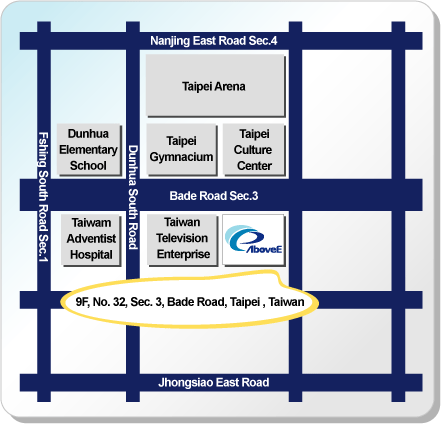 Nanjing East Road Sec.4
Taipei Arena
Fshing South Road Sec.1
Dunhua
Elementary
School
Dunhua South Road
Taipei
Gymnacium
Taipei
Culture
Center
Bade Road Sec.3
Taiwam
Adventist
Hospital
Taiwan
Television
Enterprise
AboveE
9F, No. 32, Sec. 3, Bade Road, Taipei , Taiwan
Jhongsiao East Road